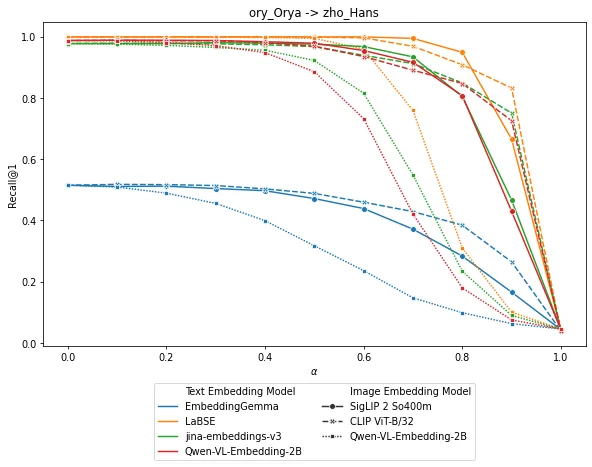 ory_Orya -> zho_Hans
1.0
0.8
0.6
0.4
0.2
0.0
Recall@1
0.0 0.2 0.4 0.6 0.8 1.0
α
Text Embedding Model Image Embedding Model
EmbeddingGemma SigLIP 2 So400m
LaBSE CLIP ViT-B/32
jina-embeddings-v3 Qwen-VL-Embedding-2B
Qwen-VL-Embedding-2B